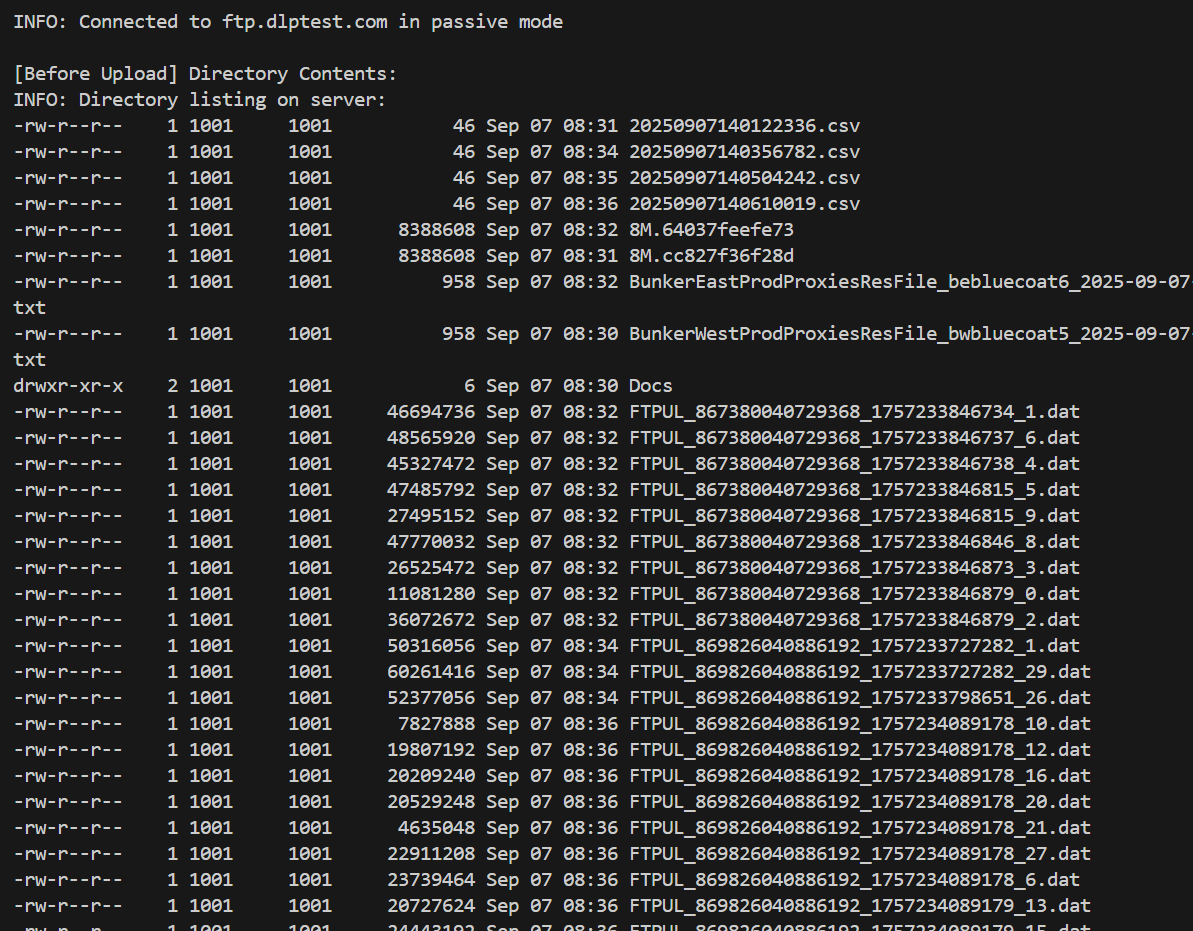 INFO: Connected to ftp.dlptest.com in passive mode
[Before Upload] Directory Contents:
INFO: Directory listing on server:
-rw-r--r--    1 1001     1001           46 Sep 07 08:31 20250907140122336.csv
-rw-r--r--    1 1001     1001           46 Sep 07 08:34 20250907140356782.csv
-rw-r--r--    1 1001     1001           46 Sep 07 08:35 20250907140504242.csv
-rw-r--r--    1 1001     1001           46 Sep 07 08:36 20250907140610019.csv
-rw-r--r--    1 1001     1001      8388608 Sep 07 08:32 8M.64037feefe73
-rw-r--r--    1 1001     1001      8388608 Sep 07 08:31 8M.cc827f36f28d
-rw-r--r--    1 1001     1001          958 Sep 07 08:32 BunkerEastProdProxiesResFile_bebluecoat6_2025-09-07-
txt
-rw-r--r--    1 1001     1001          958 Sep 07 08:30 BunkerWestProdProxiesResFile_bwbluecoat5_2025-09-07-
txt
drwxr-xr-x    2 1001     1001            6 Sep 07 08:30 Docs
-rw-r--r--    1 1001     1001     46694736 Sep 07 08:32 FTPUL_867380040729368_1757233846734_1.dat
-rw-r--r--    1 1001     1001     48565920 Sep 07 08:32 FTPUL_867380040729368_1757233846737_6.dat
-rw-r--r--    1 1001     1001     45327472 Sep 07 08:32 FTPUL_867380040729368_1757233846738_4.dat
-rw-r--r--    1 1001     1001     47485792 Sep 07 08:32 FTPUL_867380040729368_1757233846815_5.dat
-rw-r--r--    1 1001     1001     27495152 Sep 07 08:32 FTPUL_867380040729368_1757233846815_9.dat
-rw-r--r--    1 1001     1001     47770032 Sep 07 08:32 FTPUL_867380040729368_1757233846846_8.dat
-rw-r--r--    1 1001     1001     26525472 Sep 07 08:32 FTPUL_867380040729368_1757233846873_3.dat
-rw-r--r--    1 1001     1001     11081280 Sep 07 08:32 FTPUL_867380040729368_1757233846879_0.dat
-rw-r--r--    1 1001     1001     36072672 Sep 07 08:32 FTPUL_867380040729368_1757233846879_2.dat
-rw-r--r--    1 1001     1001     50316056 Sep 07 08:34 FTPUL_869826040886192_1757233727282_1.dat
-rw-r--r--    1 1001     1001     60261416 Sep 07 08:34 FTPUL_869826040886192_1757233727282_29.dat
-rw-r--r--    1 1001     1001     52377056 Sep 07 08:34 FTPUL_869826040886192_1757233798651_26.dat
-rw-r--r--    1 1001     1001      7827888 Sep 07 08:36 FTPUL_869826040886192_1757234089178_10.dat
-rw-r--r--    1 1001     1001     19807192 Sep 07 08:36 FTPUL_869826040886192_1757234089178_12.dat
-rw-r--r--    1 1001     1001     20209240 Sep 07 08:36 FTPUL_869826040886192_1757234089178_16.dat
-rw-r--r--    1 1001     1001     20529248 Sep 07 08:36 FTPUL_869826040886192_1757234089178_20.dat
-rw-r--r--    1 1001     1001      4635048 Sep 07 08:36 FTPUL_869826040886192_1757234089178_21.dat
-rw-r--r--    1 1001     1001     22911208 Sep 07 08:36 FTPUL_869826040886192_1757234089178_27.dat
-rw-r--r--    1 1001     1001     23739464 Sep 07 08:36 FTPUL_869826040886192_1757234089178_6.dat
-rw-r--r--    1 1001     1001     20727624 Sep 07 08:36 FTPUL_869826040886192_1757234089179_13.dat